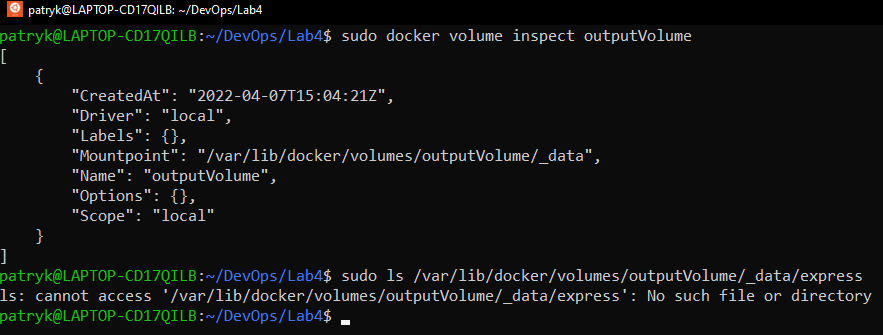 patryk@LAPTOP-CD17QILB: ~/DevOps/Lab4
patryk@LAPTOP-CD17QILB:~/DevOps/Lab4$ sudo docker volume inspect outputVolume
[
    {
        "CreatedAt": "2022-04-07T15:04:21Z",
        "Driver": "local",
        "Labels": {},
        "Mountpoint": "/var/lib/docker/volumes/outputVolume/_data",
        "Name": "outputVolume",
        "Options": {},
        "Scope": "local"
    }
]
patryk@LAPTOP-CD17QILB:~/DevOps/Lab4$ sudo ls /var/lib/docker/volumes/outputVolume/_data/express
ls: cannot access '/var/lib/docker/volumes/outputVolume/_data/express': No such file or directory
patryk@LAPTOP-CD17QILB:~/DevOps/Lab4$